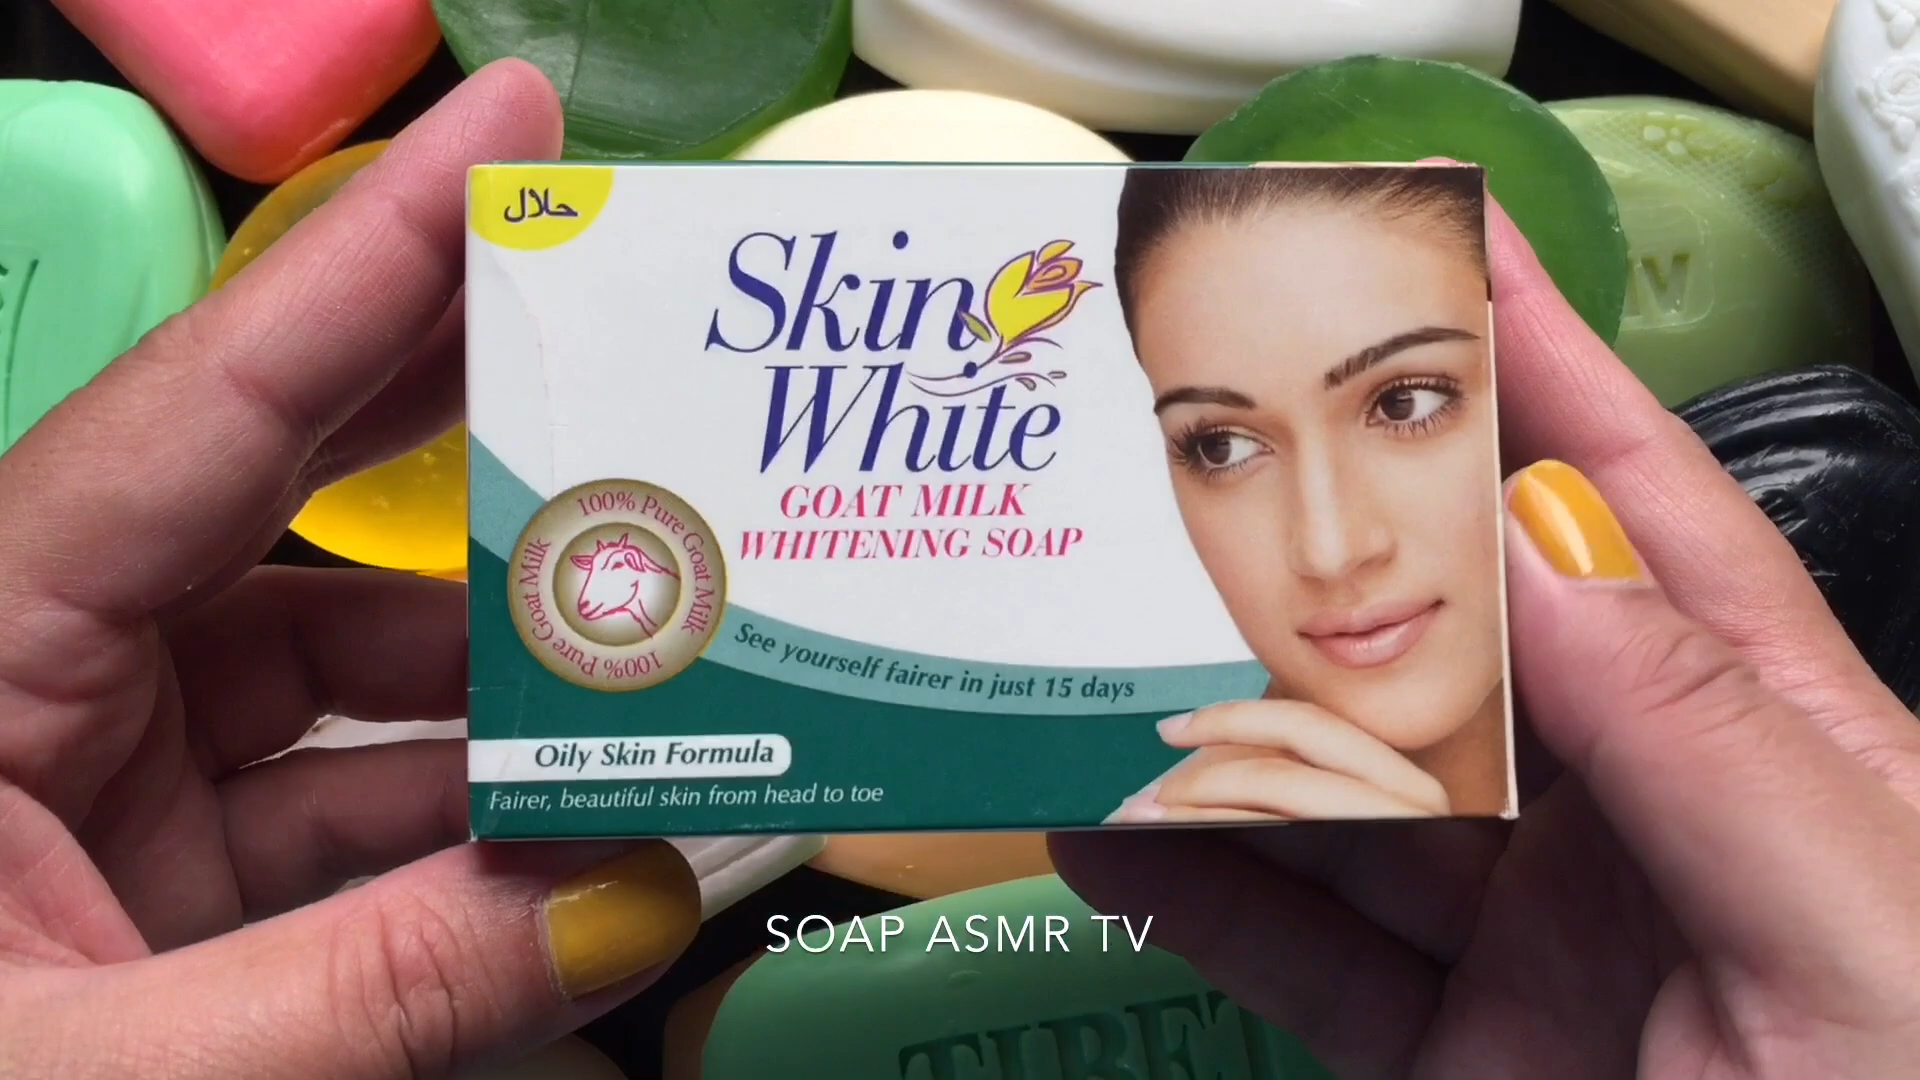 حلال
Skin
White
GOAT MILK
WHITENING SOAP
100% Pure Goat Milk
100% Pure Goat Milk
See yourself fairer in just 15 days
Oily Skin Formula
Fairer, beautiful skin from head to toe
SOAP ASMR TV
TIBET